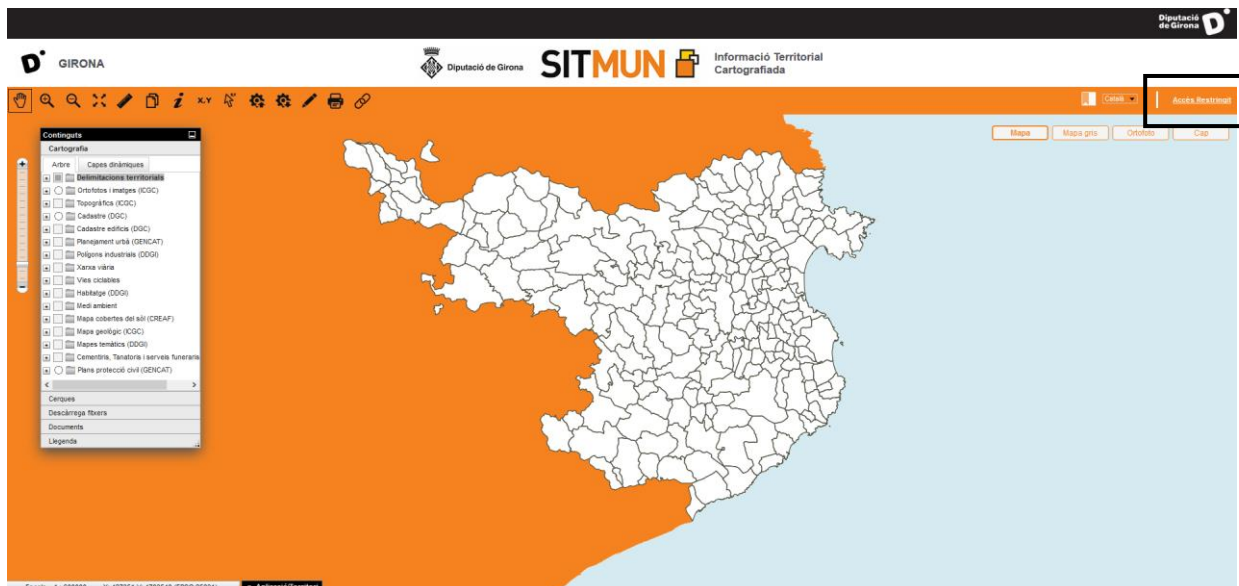 Diputació
de Girona
GIRONA
Diputació de Girona
SITMUN
Informació Territorial
Cartografiada
X,Y
Català
Accés Restringit
Mapa
Mapa gris
Ortofoto
Cap
Continguts
Cartografia
Arbre
Capes dinàmiques
Delimitacions territorials
Ortofotos i imatges (ICGC)
Topogràfics (ICGC)
Cadastre (DGC)
Cadastre edificis (DGC)
Planejament urbà (GENCAT)
Polígons industrials (DDGI)
Xarxa viària
Vies ciclables
Habitatge (DDGI)
Medi ambient
Mapa cobertes del sòl (CREAF)
Mapa geològic (ICGC)
Mapes temàtics (DDGI)
Cementiris, Tanatoris i serveis funeraris
Plans protecció civil (GENCAT)
Cerques
Descàrrega fitxers
Documents
Llegenda